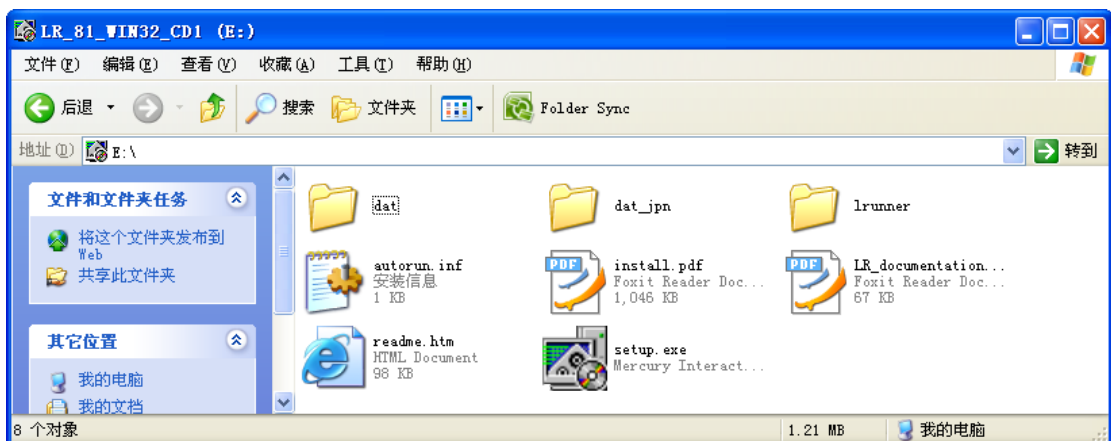 LR_81_WIN32_CD1 (E:)
文件(F) 编辑(E) 查看(V) 收藏(A) 工具(T) 帮助(H)
后退 搜索 文件夹 Folder Sync
地址(D) E:\ 转到
文件和文件夹任务
将这个文件夹发布到
Web
共享此文件夹
其它位置
我的电脑
我的文档
dat
dat_jpn
lrunner
autorun.inf
安装信息
1 KB
PDF
install.pdf
Foxit Reader Doc...
1,046 KB
PDF
LR_documentation...
Foxit Reader Doc...
67 KB
readme.htm
HTML Document
98 KB
setup.exe
Mercury Interact...
8 个对象 1.21 MB 我的电脑